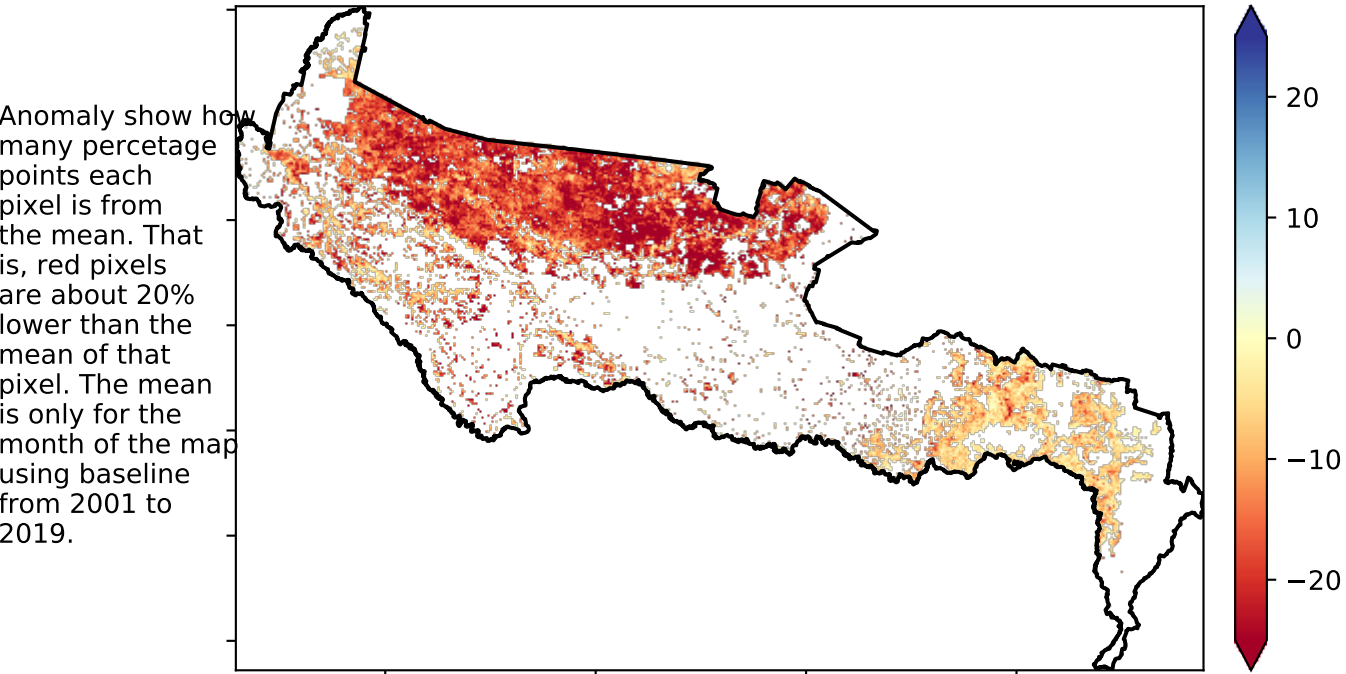 Anomaly show how
many percetage
points each
pixel is from
the mean. That
is, red pixels
are about 20%
lower than the
mean of that
pixel. The mean
is only for the
month of the map
using baseline
from 2001 to
2019.
20
10
0
−10
−20